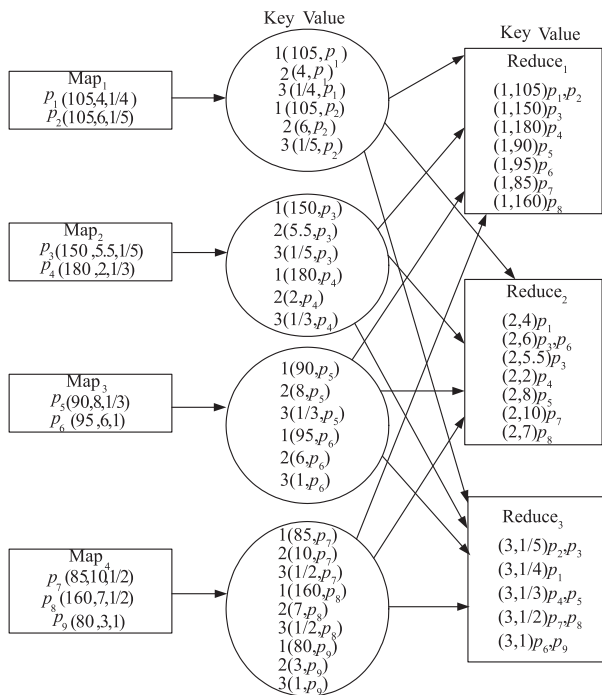 Key Value
1(105,p1)
2(4,p1)
3(1/4,p1)
1(105,p2)
2(6,p2)
3(1/5,p2)
Map1
p1(105,4,1/4)
p2(105,6,1/5)
Key Value
Reduce1
(1,105)p1,p2
(1,150)p3
(1,180)p4
(1,90)p5
(1,95)p6
(1,85)p7
(1,160)p8
Map2
p3(150,5.5,1/5)
p4(180,2,1/3)
1(150,p3)
2(5.5,p3)
3(1/5,p3)
1(180,p4)
2(2,p4)
3(1/3,p4)
Reduce2
(2,4)p1
(2,6)p3,p6
(2,5.5)p3
(2,2)p4
(2,8)p5
(2,10)p7
(2,7)p8
Map3
p5(90,8,1/3)
p6(95,6,1)
1(90,p5)
2(8,p5)
3(1/3,p5)
1(95,p6)
2(6,p6)
3(1,p6)
Map4
p7(85,10,1/2)
p8(160,7,1/2)
p9(80,3,1)
1(85,p7)
2(10,p7)
3(1/2,p7)
1(160,p8)
2(7,p8)
3(1/2,p8)
1(80,p9)
2(3,p9)
3(1,p9)
Reduce3
(3,1/5)p2,p3
(3,1/4)p1
(3,1/3)p4,p5
(3,1/2)p7,p8
(3,1)p6,p9